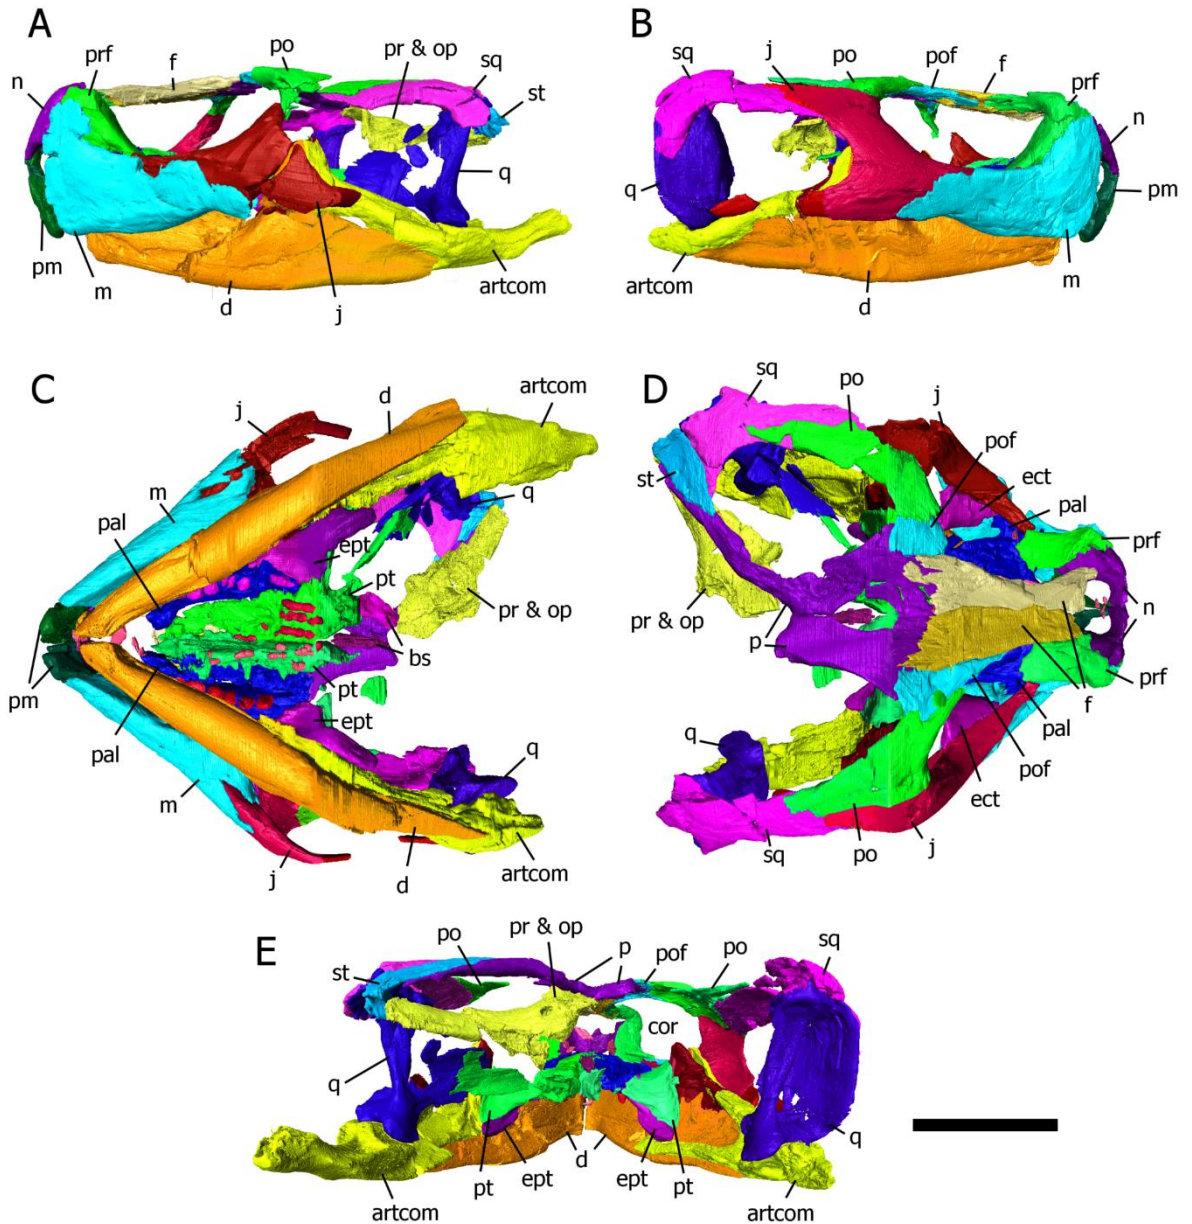 A
prf
f
po
pr & op
sq
st
n
q
pm
m
d
j
artcom
B
sq
j
po
pof
f
prf
n
q
pm
artcom
d
m
C
j
d
artcom
m
pal
q
ept
pt
pr & op
bs
pm
pt
pal
ept
q
m
j
d
artcom
D
sq
po
j
pof
ect
st
pal
prf
pr & op
n
p
prf
f
q
pal
pof
ect
sq
po
j
E
st
po
pr & op
p
pof
po
sq
cor
q
q
pt
ept
d
ept
pt
artcom
artcom